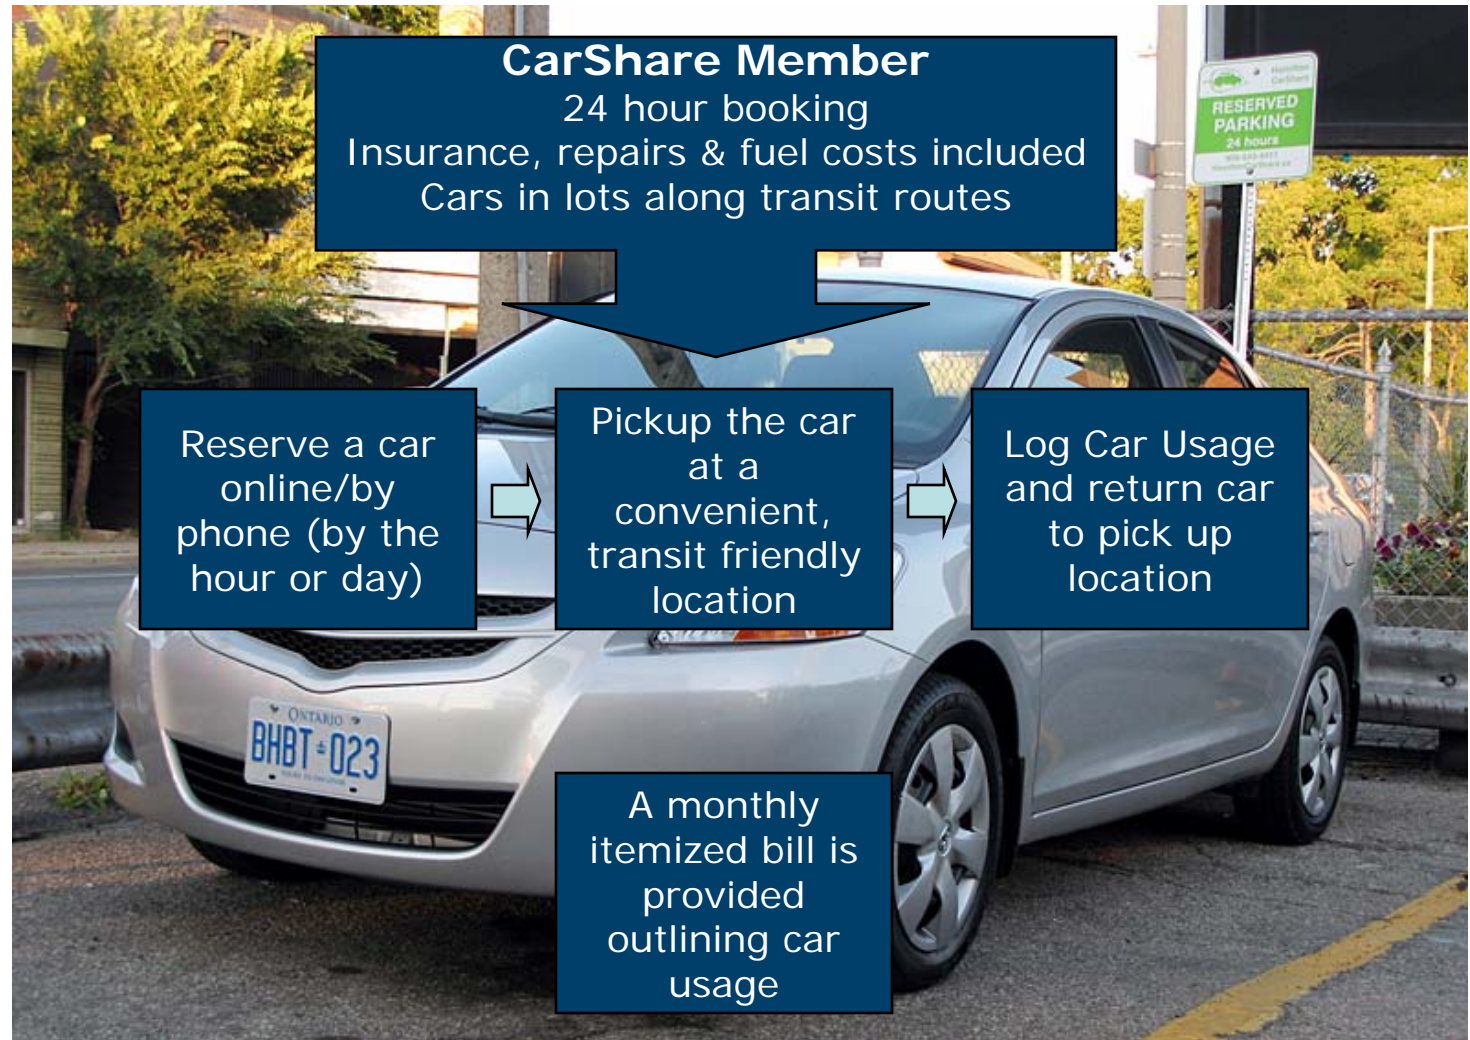 CarShare Member
24 hour booking
Insurance, repairs & fuel costs included
Cars in lots along transit routes
Hamilton
CarShare
RESERVED
PARKING
24 hours
Reserve a car
online/by
phone (by the
hour or day)
Pickup the car
at a
convenient,
transit friendly
location
Log Car Usage
and return car
to pick up
location
ONTARIO
BHBT 023
A monthly
itemized bill is
provided
outlining car
usage